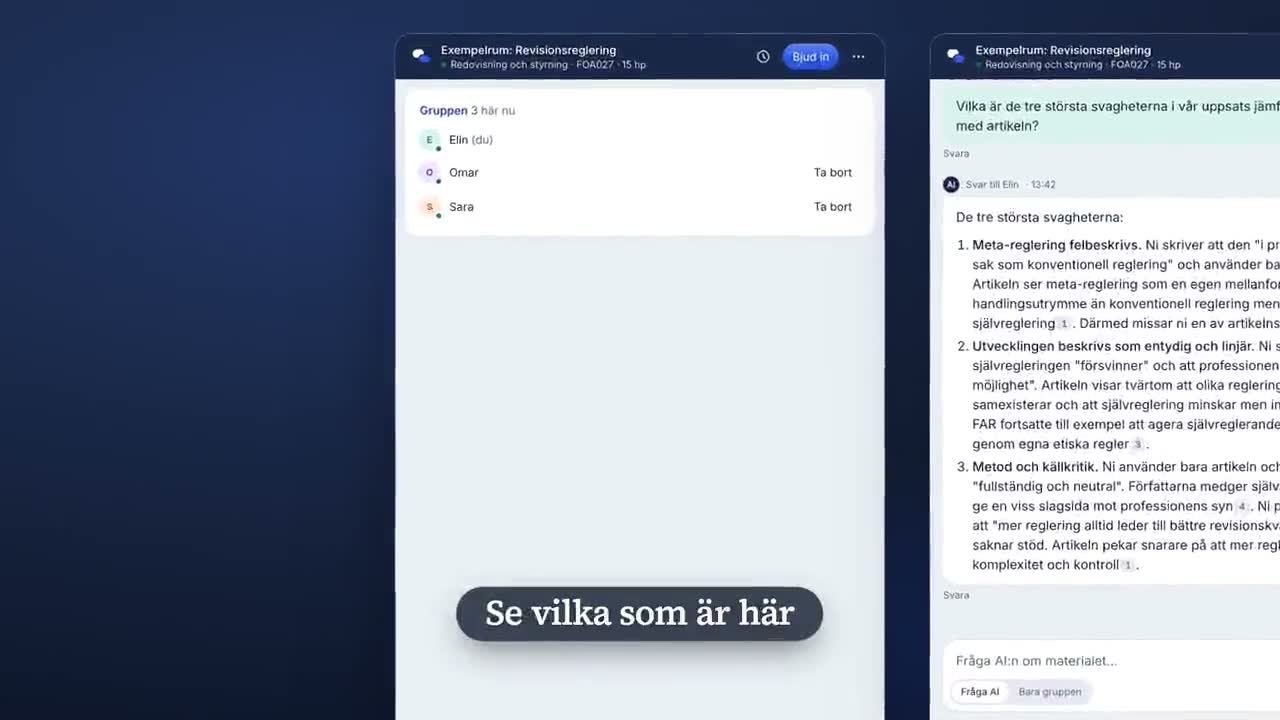 Exempelrum: Revisionsreglering
Redovisning och styrning · FOA027 · 15 hp
Bjud in
Gruppen 3 här nu
E Elin (du)
O Omar Ta bort
S Sara Ta bort
Se vilka som är här
Exempelrum: Revisionsreglering
Redovisning och styrning · FOA027 · 15 hp
Vilka är de tre största svagheterna i vår uppsats jämf
med artikeln?
Svara
AI Svar till Elin · 13:42
De tre största svagheterna:
1. Meta-reglering felbeskrivs. Ni skriver att den "i pr
sak som konventionell reglering" och använder ba
Artikeln ser meta-reglering som en egen mellanfor
handlingsutrymme än konventionell reglering men
självreglering 1 . Därmed missar ni en av artikelns
2. Utvecklingen beskrivs som entydig och linjär. Ni s
självregleringen "försvinner" och att professionen
möjlighet". Artikeln visar tvärtom att olika reglering
samexisterar och att självreglering minskar men in
FAR fortsatte till exempel att agera självreglerande
genom egna etiska regler 3 .
3. Metod och källkritik. Ni använder bara artikeln och
"fullständig och neutral". Författarna medger själv
ge en viss slagsida mot professionens syn 4 . Ni p
att "mer reglering alltid leder till bättre revisionskv
saknar stöd. Artikeln pekar snarare på att mer regl
komplexitet och kontroll 1 .
Svara
Fråga AI:n om materialet...
Fråga AI Bara gruppen